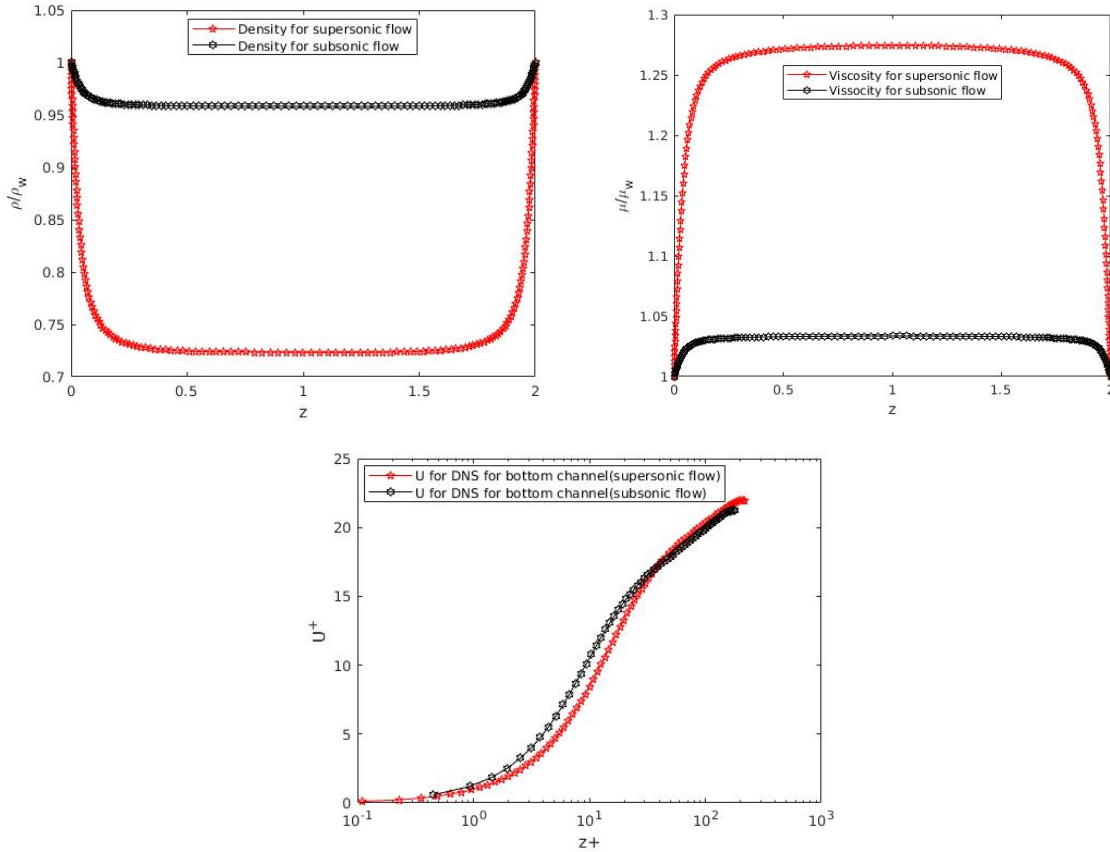 1.05
1
0.95
0.9
0.85
0.8
0.75
0.7
ρ/ρw
Density for supersonic flow
Density for subsonic flow
0 0.5 1 1.5 2
z
1.3
1.25
1.2
1.15
1.1
1.05
1
μ/μw
Viscosity for supersonic flow
Vissocity for subsonic flow
0 0.5 1 1.5 2
z
25
20
15
10
5
0
U+
U for DNS for bottom channel(supersonic flow)
U for DNS for bottom channel(subsonic flow)
10-1 100 101 102 103
z+